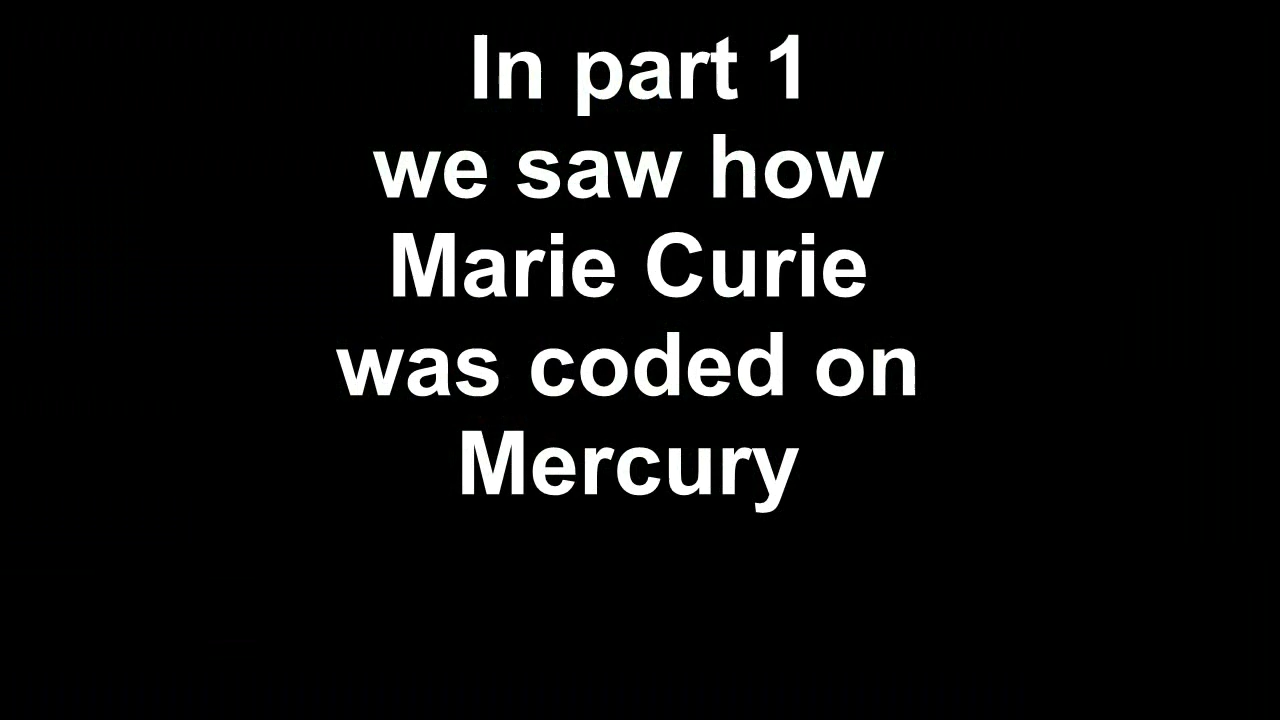 In part 1
we saw how
Marie Curie
was coded on
Mercury